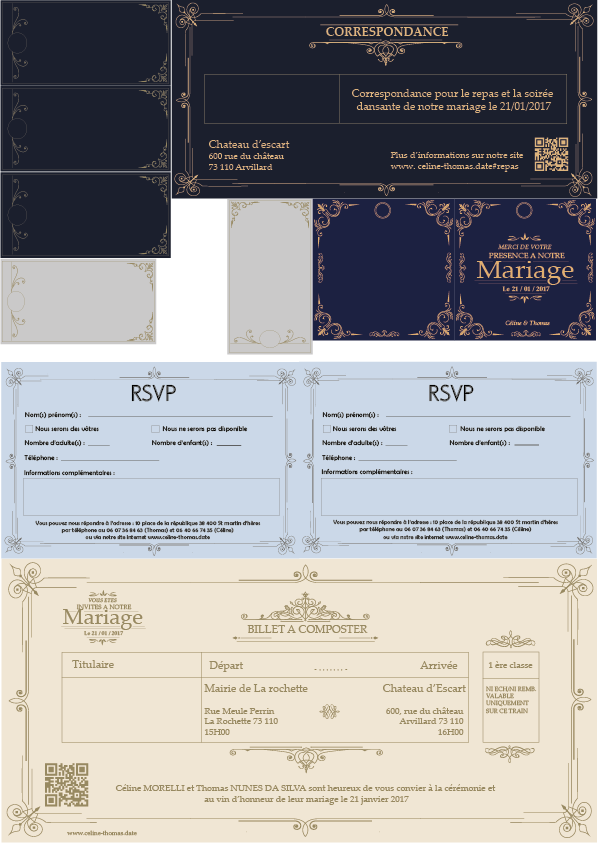 CORRESPONDANCE
Correspondance pour le repas et la soirée
dansante de notre mariage le 21/01/2017
Chateau d'escart
600 rue du château
73 110 Arvillard
Plus d'informations sur notre site
www. celine-thomas.date#repas
MERCI DE VOTRE
PRESENCE A NOTRE
Mariage
Le 21 / 01 / 2017
Céline & Thomas
RSVP
Nom(s) prénom(s) :
Nous serons des vôtres
Nous ne serons pas disponible
Nombre d'adulte(s) :
Nombre d'enfant(s) :
Téléphone :
Informations complémentaires :
Vous pouvez nous répondre à l'adresse : 10 place de la république 38 400 St martin d'hères
par téléphone au 06 07 36 84 63 (Thomas) et 06 40 66 74 35 (Céline)
ou via notre site internet www.celine-thomas.date
RSVP
Nom(s) prénom(s) :
Nous serons des vôtres
Nous ne serons pas disponible
Nombre d'adulte(s) :
Nombre d'enfant(s) :
Téléphone :
Informations complémentaires :
Vous pouvez nous répondre à l'adresse : 10 place de la république 38 400 St martin d'hères
par téléphone au 06 07 36 84 63 (Thomas) et 06 40 66 74 35 (Céline)
ou via notre site internet www.celine-thomas.date
VOUS ETES
INVITES A NOTRE
Mariage
Le 21 / 01 / 2017
BILLET A COMPOSTER
Titulaire
Départ
--------
Arrivée
1 ère classe
Mairie de La rochette
Chateau d'Escart
Rue Meule Perrin
La Rochette 73 110
15H00
600, rue du château
Arvillard 73 110
16H00
NI ECH/NI REMB.
VALABLE
UNIQUEMENT
SUR CE TRAIN
Céline MORELLI et Thomas NUNES DA SILVA sont heureux de vous convier à la cérémonie et
au vin d'honneur de leur mariage le 21 janvier 2017
www.celine-thomas.date